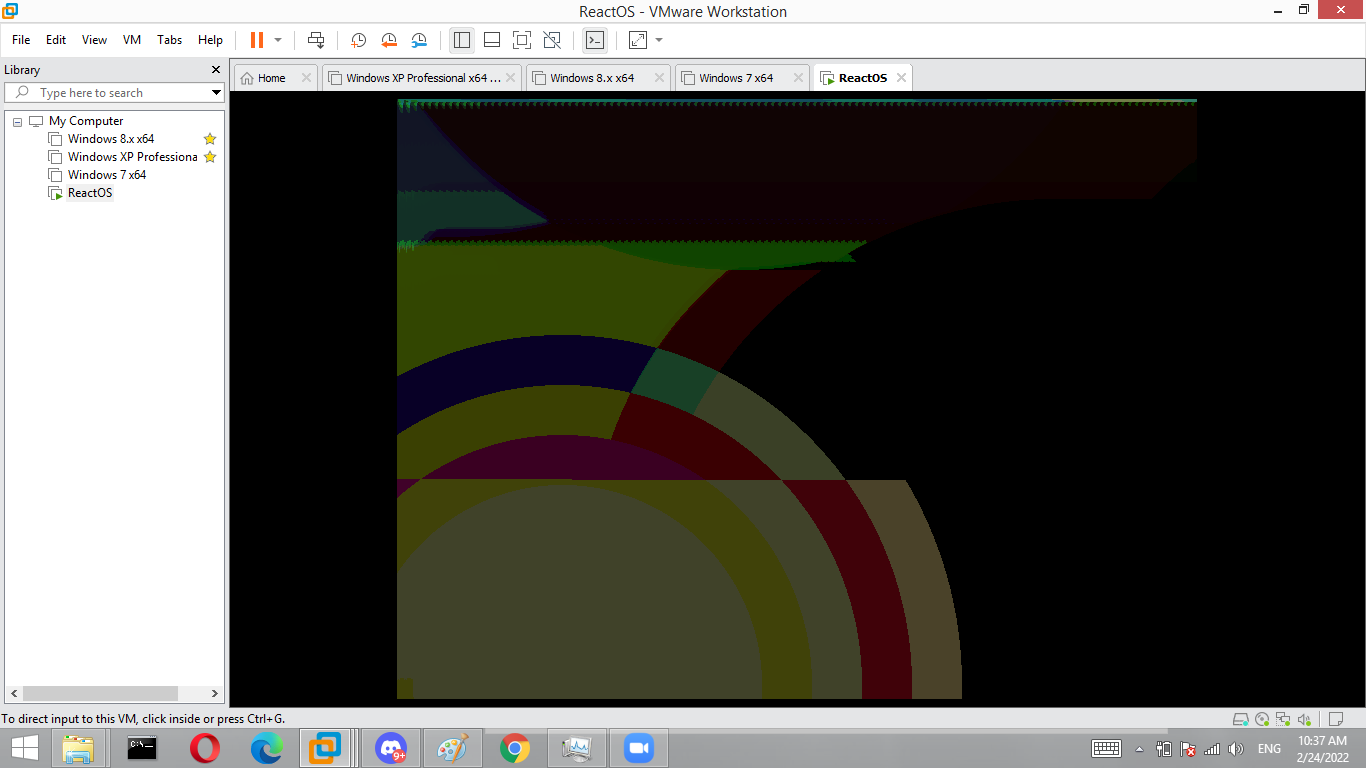 ReactOS - VMware Workstation
File Edit View VM Tabs Help
Library
Type here to search
My Computer
Windows 8.x x64
Windows XP Professiona
Windows 7 x64
ReactOS
Home
Windows XP Professional x64 ...
Windows 8.x x64
Windows 7 x64
ReactOS
To direct input to this VM, click inside or press Ctrl+G.
C:\.
9+
ENG
10:37 AM
2/24/2022